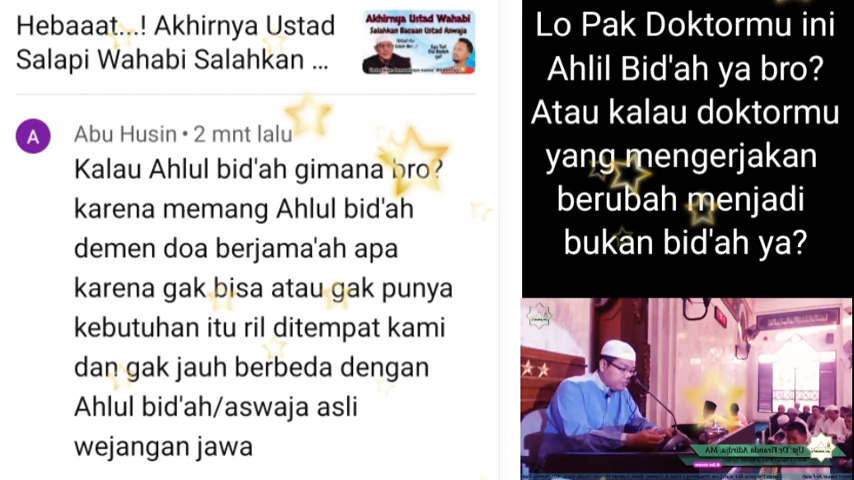 Hebaaat...! Akhirnya Ustad
Salapi Wahabi Salahkan ...
Akhirnya Ustad Wahabi
Salahkan Bacaan Ustad Aswaja
A
Abu Husin • 2 mnt lalu
Kalau Ahlul bid'ah gimana bro?
karena memang Ahlul bid'ah
demen doa berjama'ah apa
karena gak bisa atau gak punya
kebutuhan itu ril ditempat kami
dan gak jauh berbeda dengan
Ahlul bid'ah/aswaja asli
wejangan jawa
Lo Pak Doktormu ini
Ahlil Bid'ah ya bro?
Atau kalau doktormu
yang mengerjakan
berubah menjadi
bukan bid'ah ya?